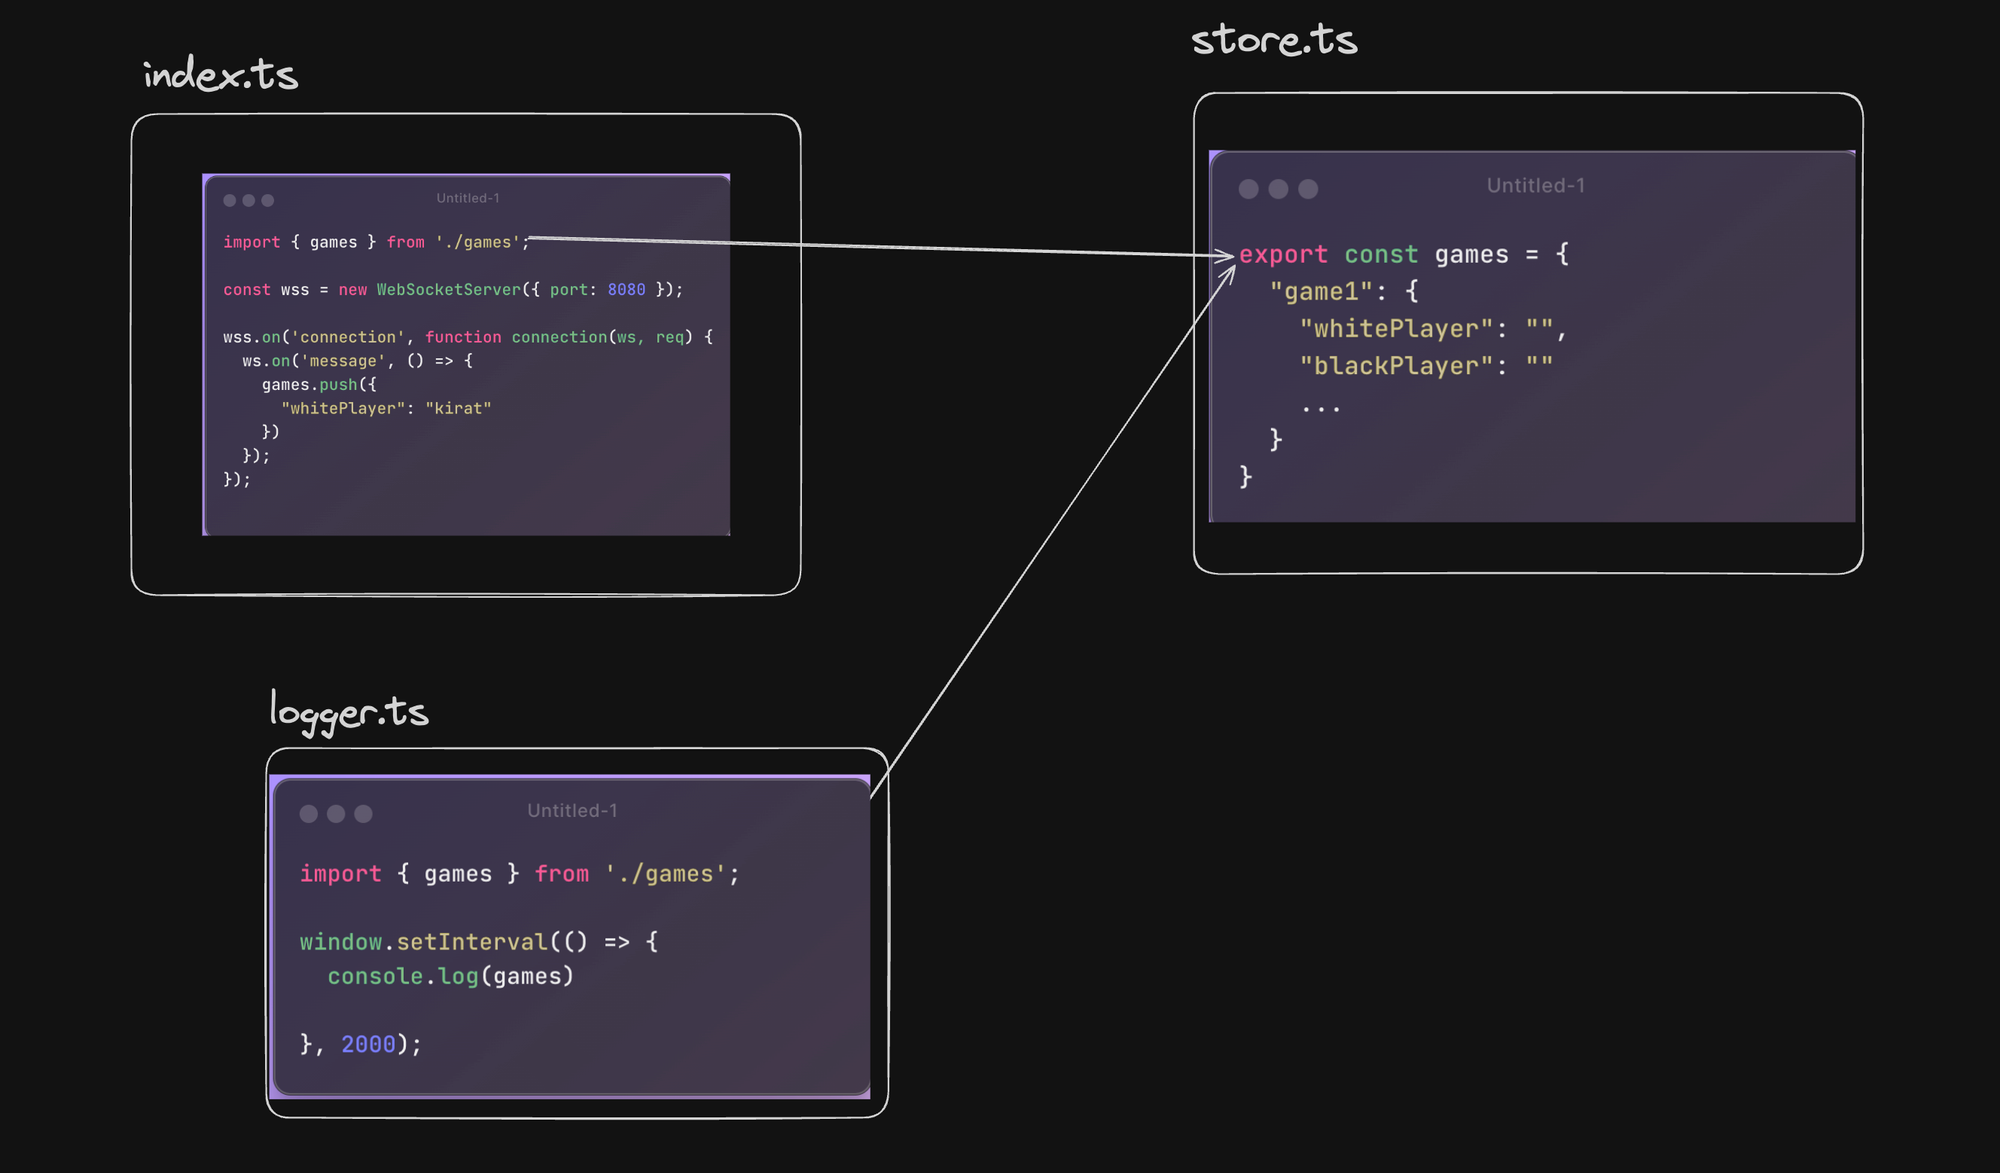 index.ts
Untitled-1
import { games } from './games';
const wss = new WebSocketServer({ port: 8080 });
wss.on('connection', function connection(ws, req) {
  ws.on('message', () => {
    games.push({
      "whitePlayer": "kirat"
    })
  });
});
store.ts
Untitled-1
export const games = {
  "game1": {
    "whitePlayer": "",
    "blackPlayer": ""
    ...
  }
}
logger.ts
Untitled-1
import { games } from './games';
window.setInterval(() => {
  console.log(games)
}, 2000);